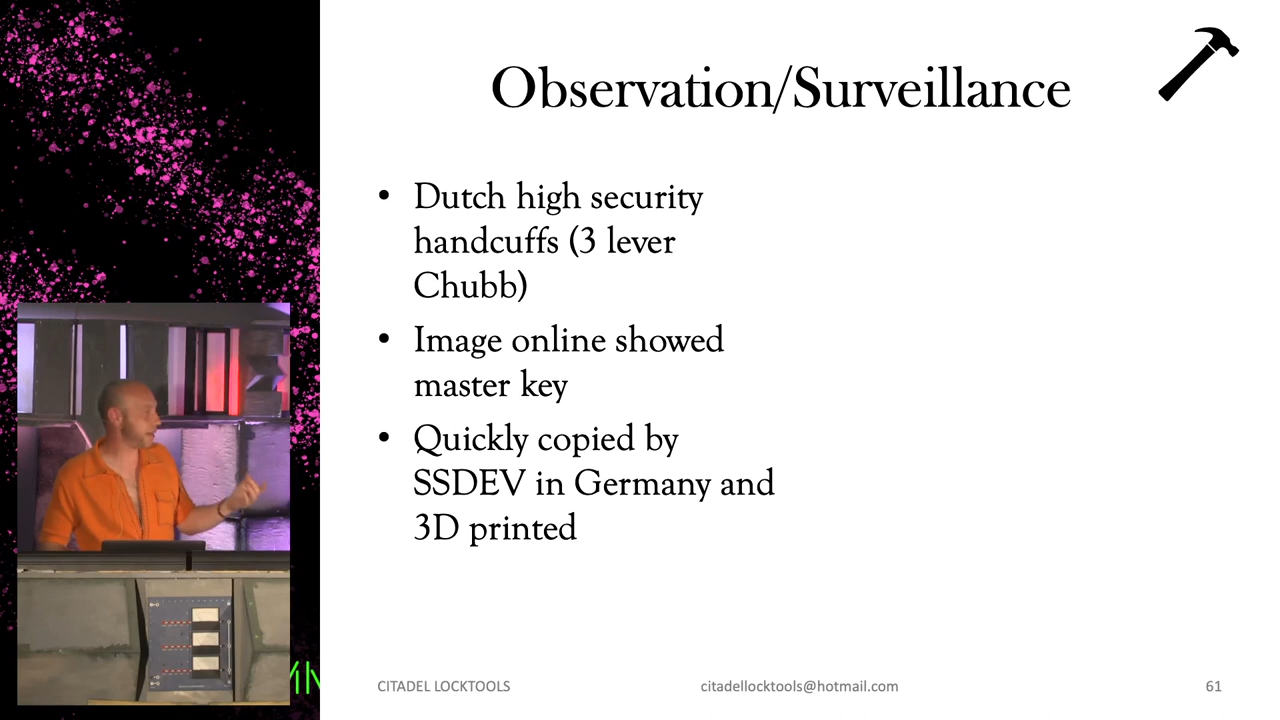 Observation/Surveillance
• Dutch high security
handcuffs (3 lever
Chubb)
• Image online showed
master key
• Quickly copied by
SSDEV in Germany and
3D printed
CITADEL LOCKTOOLS
citadellocktools@hotmail.com
61